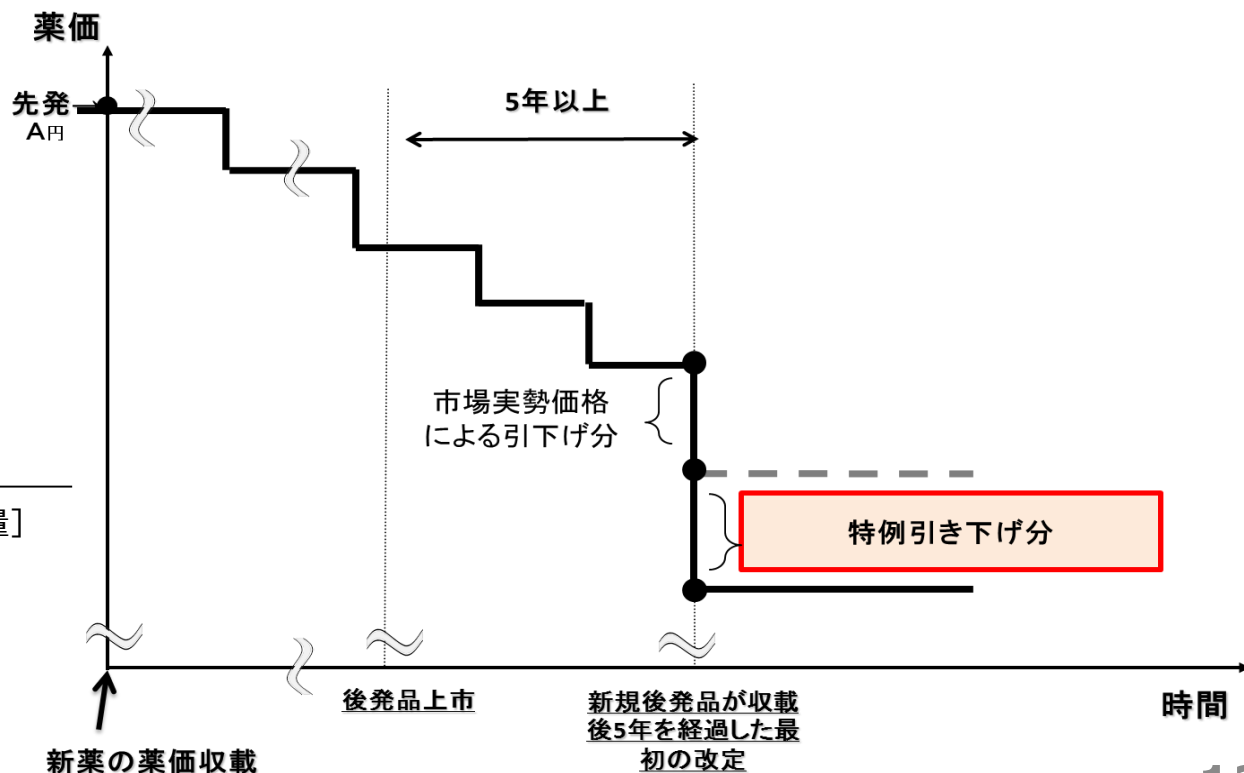 薬価
先発
A円
5年以上
市場実勢価格
による引下げ分
量]
特例引き下げ分
後発品上市
新規後発品が収載
後5年を経過した最
初の改定
時間
新薬の薬価収載